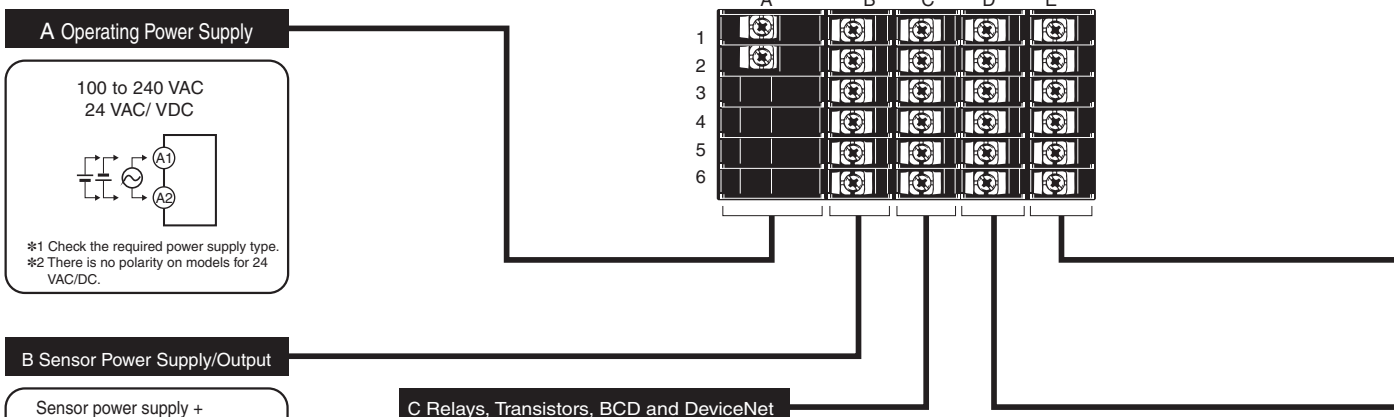 A B C D E
A Operating Power Supply
1
2
3
4
5
6
100 to 240 VAC
24 VAC/ VDC
A1
A2
✽1 Check the required power supply type.
✽2 There is no polarity on models for 24
VAC/DC.
B Sensor Power Supply/Output
Sensor power supply +
C Relays, Transistors, BCD and DeviceNet